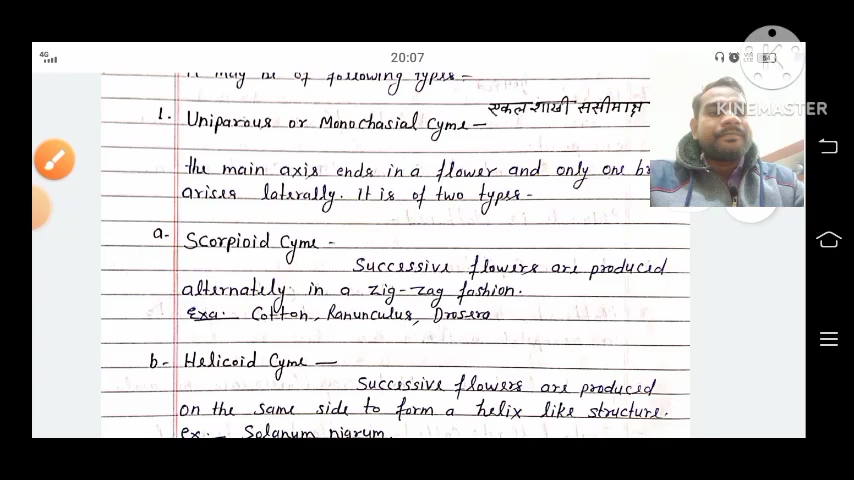 4G
20:07
KINEMASTER
It may be of following types -
1. Uniparous or Monochasial Cyme - एकलशाखी ससीमाक्ष
The main axis ends in a flower and only one br
arises laterally. It is of two types -
a- Scorpioid Cyme -
Successive flowers are produced
alternately in a zig-zag fashion.
Exa. - Cotton, Ranunculus, Drosera
b- Helicoid Cyme -
Successive flowers are produced
on the same side to form a helix like structure.
ex. - Solanum nigrum.